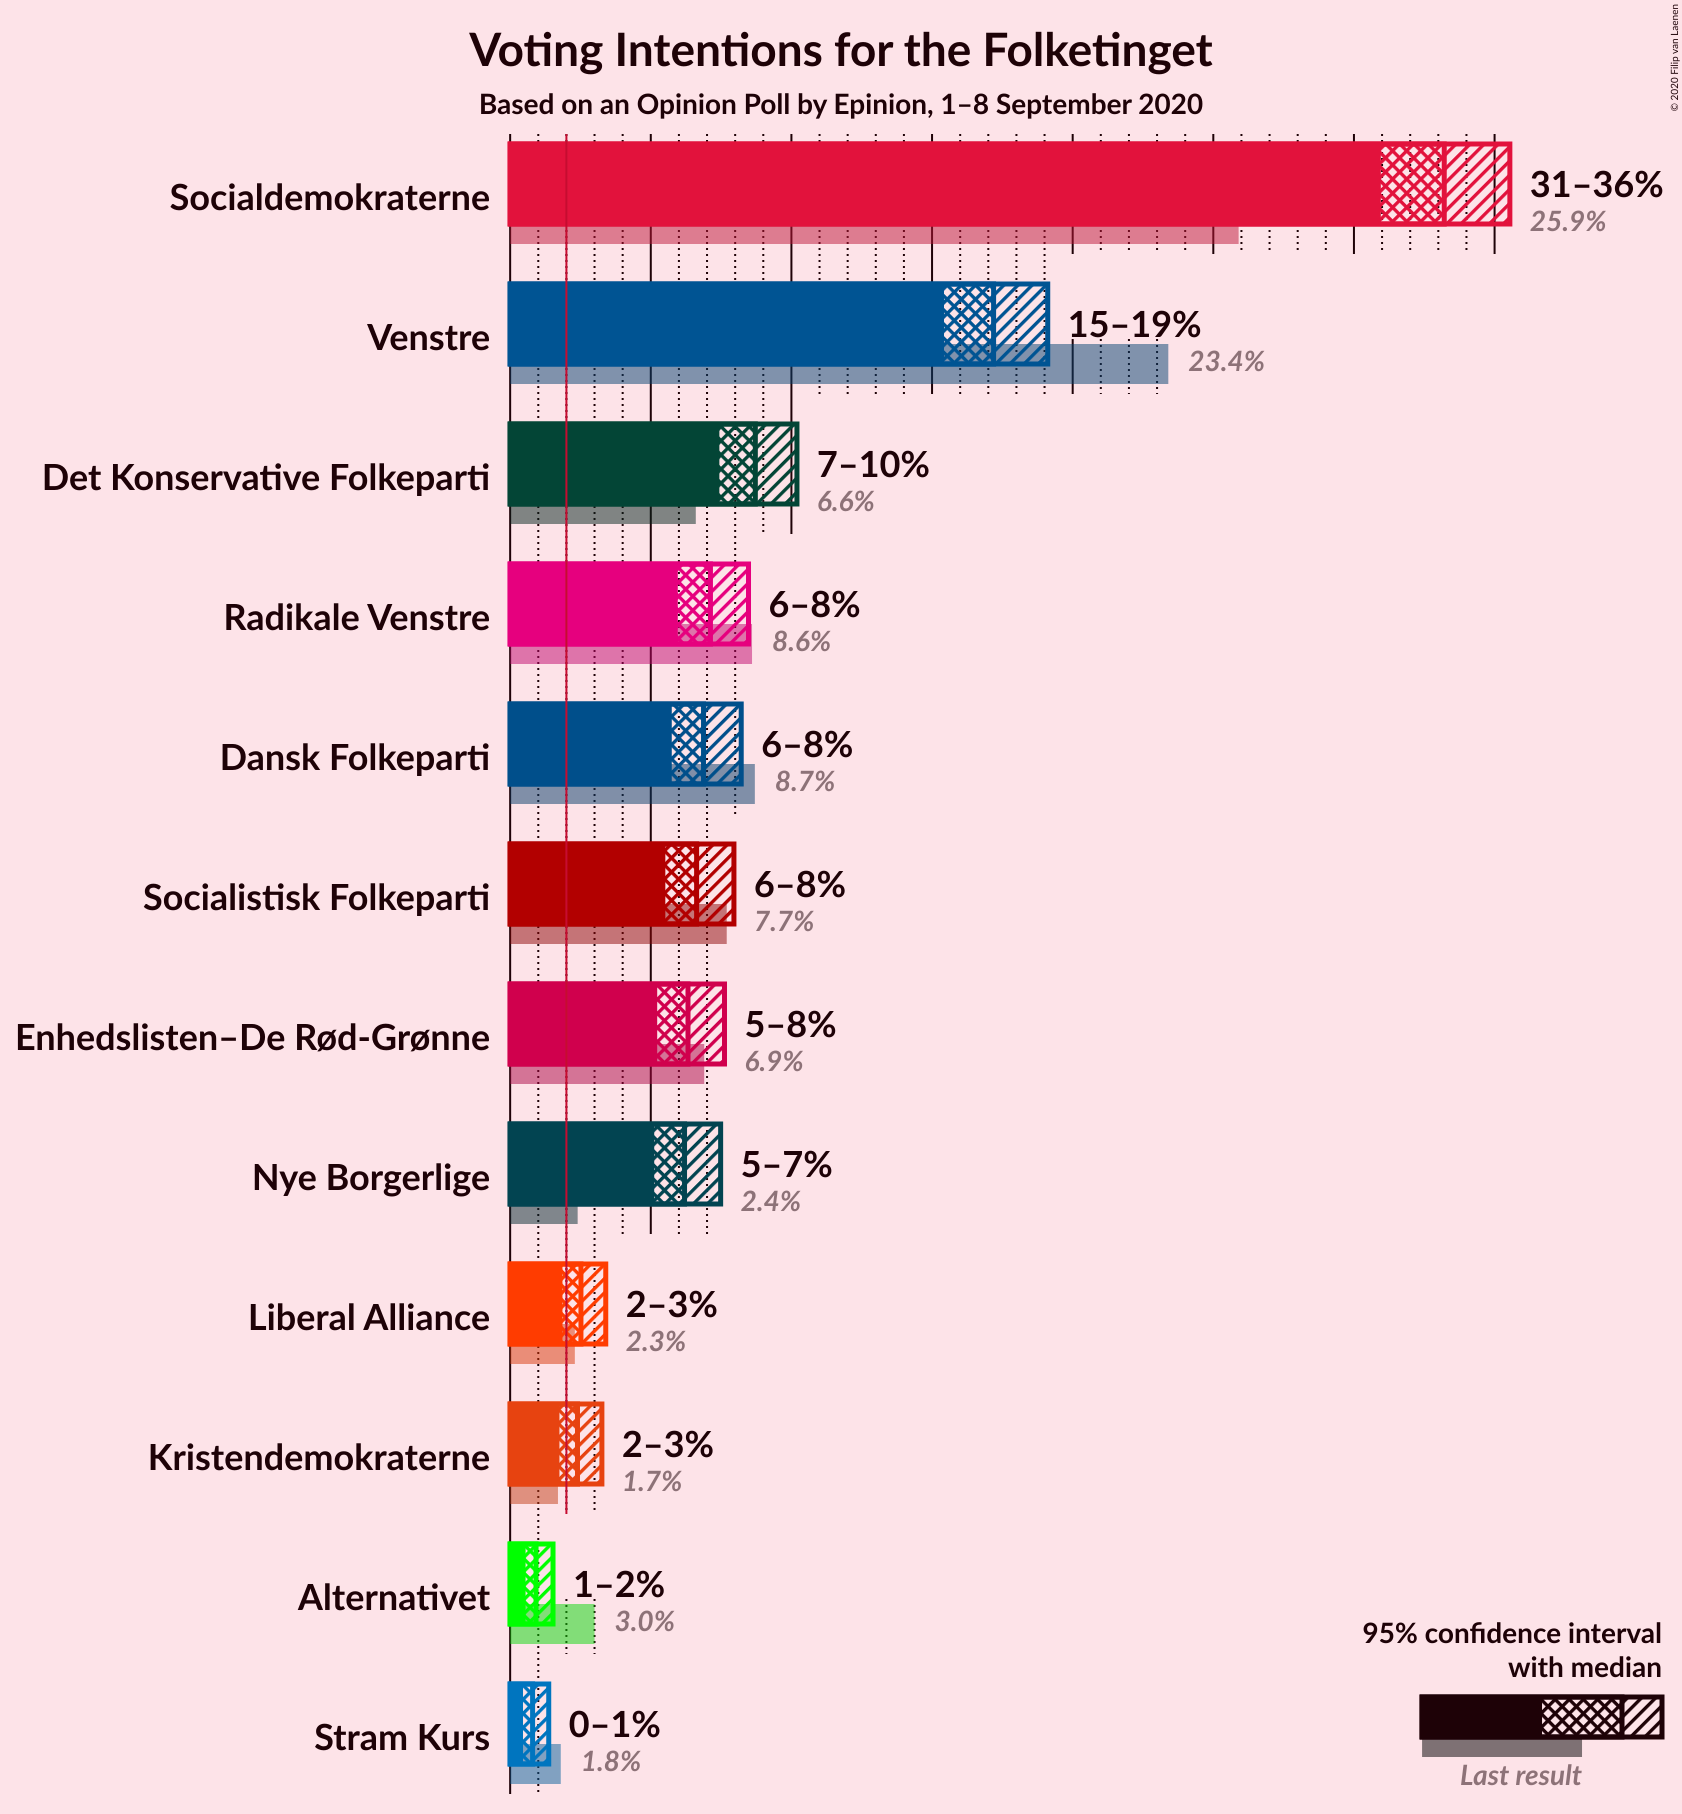 © 2020 Filip van Laenen
Voting Intentions for the Folketinget
Based on an Opinion Poll by Epinion, 1–8 September 2020
Socialdemokraterne
31–36%
25.9%
Venstre
15–19%
23.4%
Det Konservative Folkeparti
7–10%
6.6%
Radikale Venstre
6–8%
8.6%
Dansk Folkeparti
6–8%
8.7%
Socialistisk Folkeparti
6–8%
7.7%
Enhedslisten–De Rød-Grønne
5–8%
6.9%
Nye Borgerlige
5–7%
2.4%
Liberal Alliance
2–3%
2.3%
Kristendemokraterne
2–3%
1.7%
Alternativet
1–2%
3.0%
Stram Kurs
0–1%
1.8%
95% confidence interval
with median
Last result